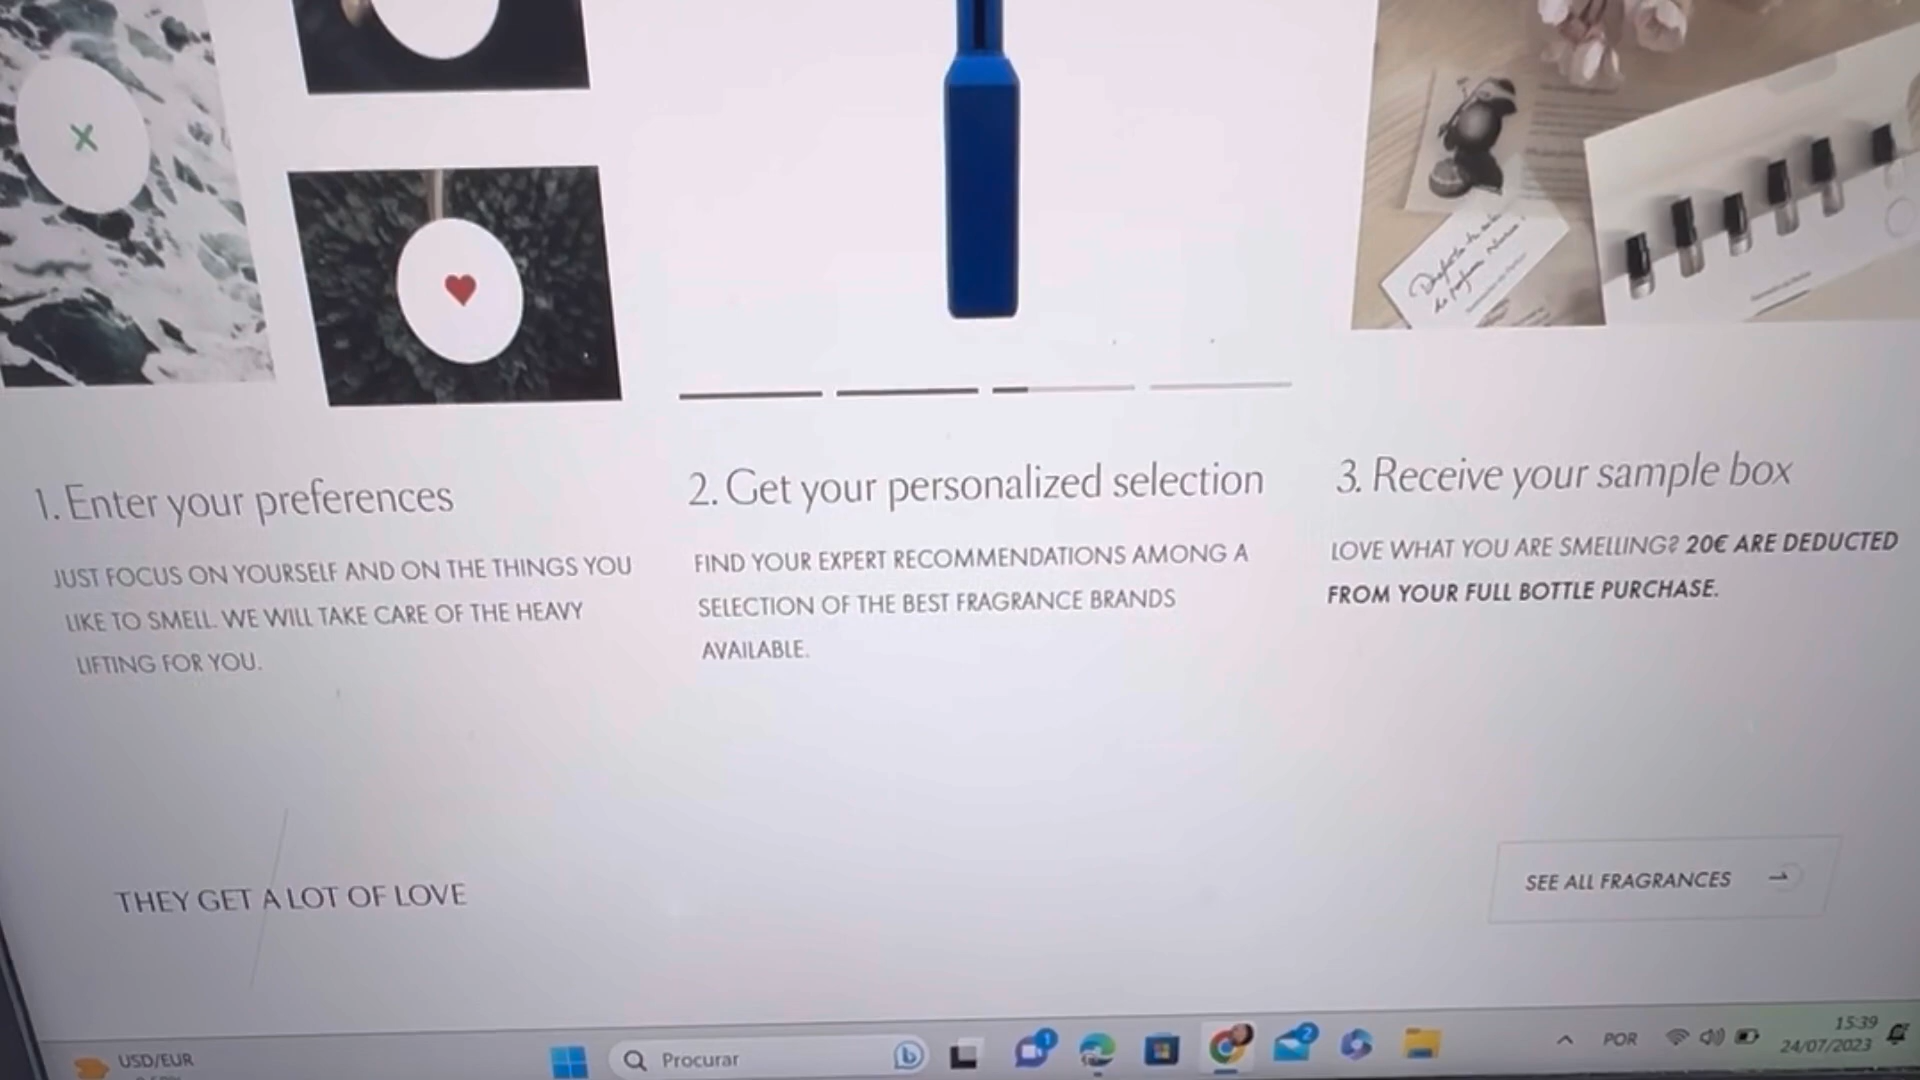 1. Enter your preferences
JUST FOCUS ON YOURSELF AND ON THE THINGS YOU
LIKE TO SMELL. WE WILL TAKE CARE OF THE HEAVY
LIFTING FOR YOU.
2. Get your personalized selection
FIND YOUR EXPERT RECOMMENDATIONS AMONG A
SELECTION OF THE BEST FRAGRANCE BRANDS
AVAILABLE.
3. Receive your sample box
LOVE WHAT YOU ARE SMELLING? 20€ ARE DEDUCTED
FROM YOUR FULL BOTTLE PURCHASE.
THEY GET A LOT OF LOVE
SEE ALL FRAGRANCES
USD/EUR
Procurar
1
2
POR
15:39
24/07/2023